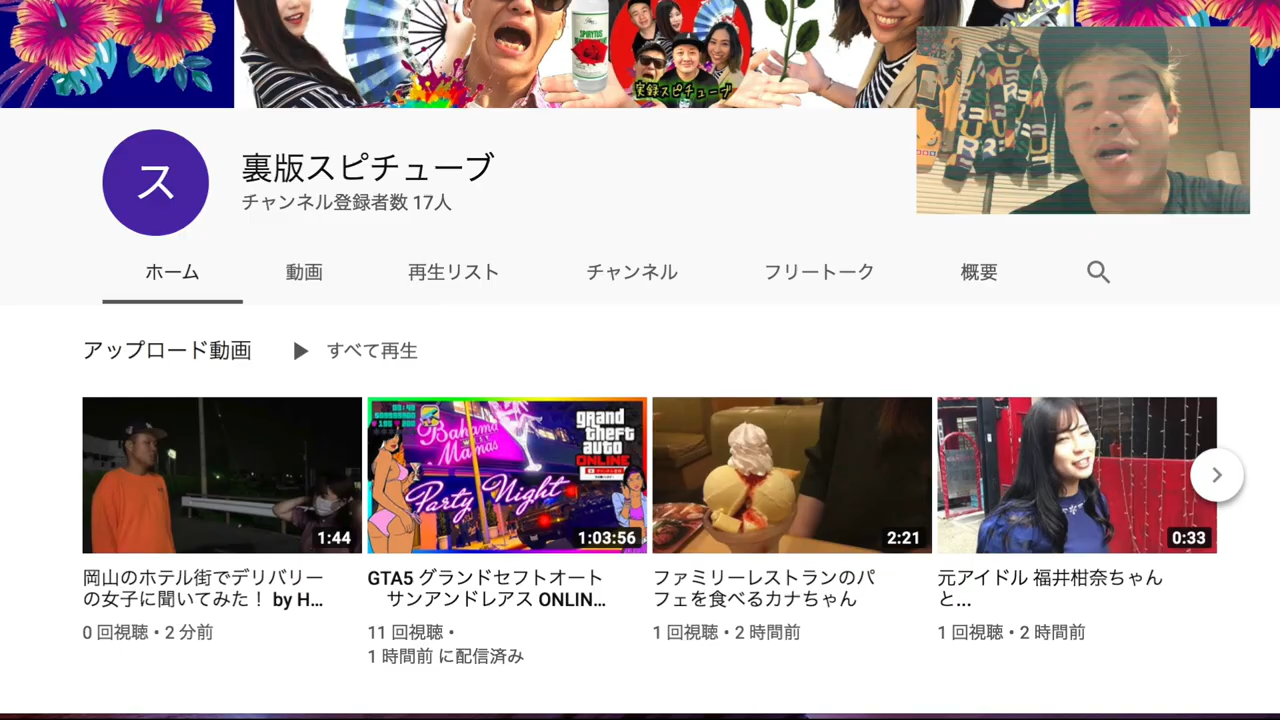 SPIRYTUS
実録スピチューブ
ス
裏版スピチューブ
チャンネル登録者数 17人
ホーム
動画
再生リスト
チャンネル
フリートーク
概要
アップロード動画
すべて再生
Bahama
Mamas
Party Night
grand
theft
auto
ONLINE
1:44
1:03:56
2:21
0:33
岡山のホテル街でデリバリー
の女子に聞いてみた！ by H...
GTA5 グランドセフトオート
サンアンドレアス ONLIN...
ファミリーレストランのパ
フェを食べるカナちゃん
元アイドル 福井柑奈ちゃん
と...
0 回視聴・2 分前
11 回視聴・
1 時間前 に配信済み
1 回視聴・2 時間前
1 回視聴・2 時間前